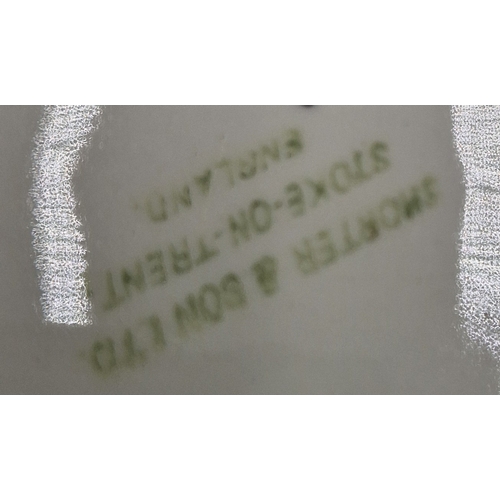 SHORTER & SON LTD.
STOKE-ON-TRENT
ENGLAND.